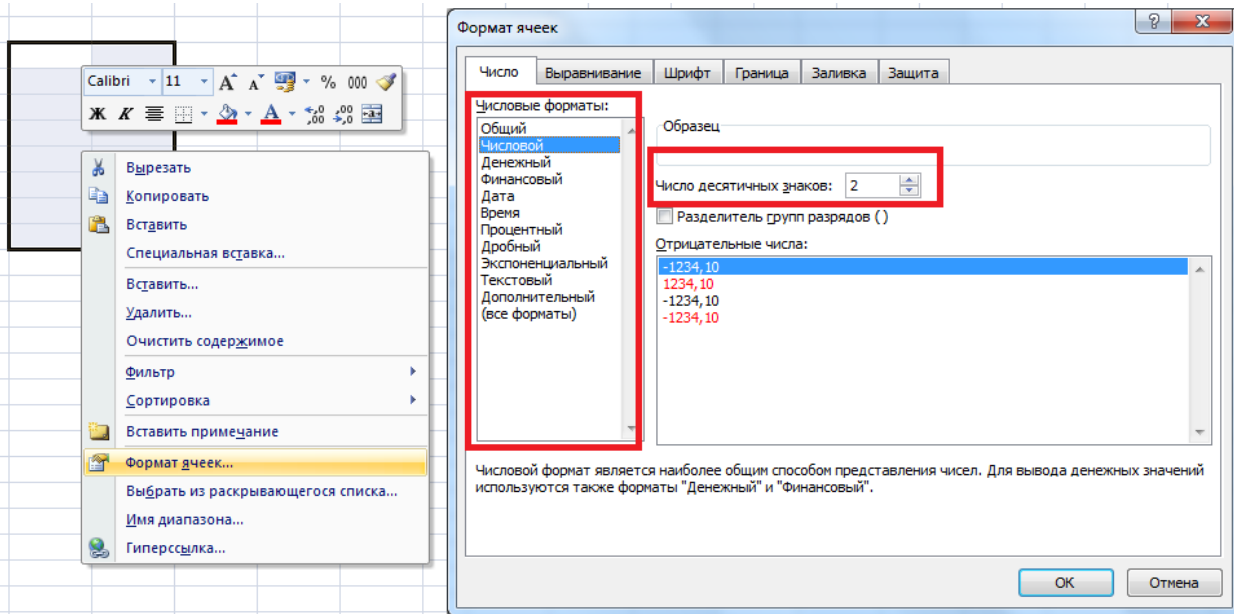 Calibri 11 A A % 000
Ж К A ,00 ,0 ,00 ,0 a
Вырезать
Копировать
Вставить
Специальная вставка...
Вставить...
Удалить...
Очистить содержимое
Фильтр
Сортировка
Вставить примечание
Формат ячеек...
Выбрать из раскрывающегося списка...
Имя диапазона...
Гиперссылка...
Формат ячеек
Число Выравнивание Шрифт Граница Заливка Защита
Числовые форматы:
Общий
Числовой
Денежный
Финансовый
Дата
Время
Процентный
Дробный
Экспоненциальный
Текстовый
Дополнительный
(все форматы)
Образец
Число десятичных знаков: 2
Разделитель групп разрядов ( )
Отрицательные числа:
-1234,10
1234,10
-1234,10
-1234,10
Числовой формат является наиболее общим способом представления чисел. Для вывода денежных значений
используются также форматы "Денежный" и "Финансовый".
ОК Отмена